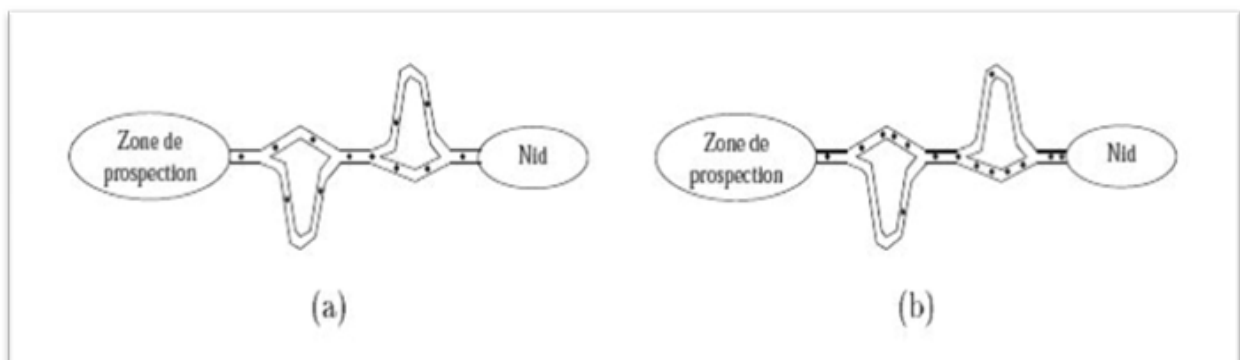 Zone de
prospection
Nid
Zone de
prospection
Nid
(a)
(b)